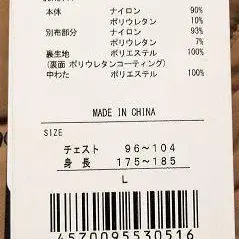 本体 ナイロン 90%
ポリウレタン 10%
別布部分 ナイロン 93%
ポリウレタン 7%
裏生地 ポリエステル 100%
(裏面 ポリウレタンコーティング)
中わた ポリエステル 100%
MADE IN CHINA
SIZE
チェスト 96~104
身長 175~185
L
4570095530516